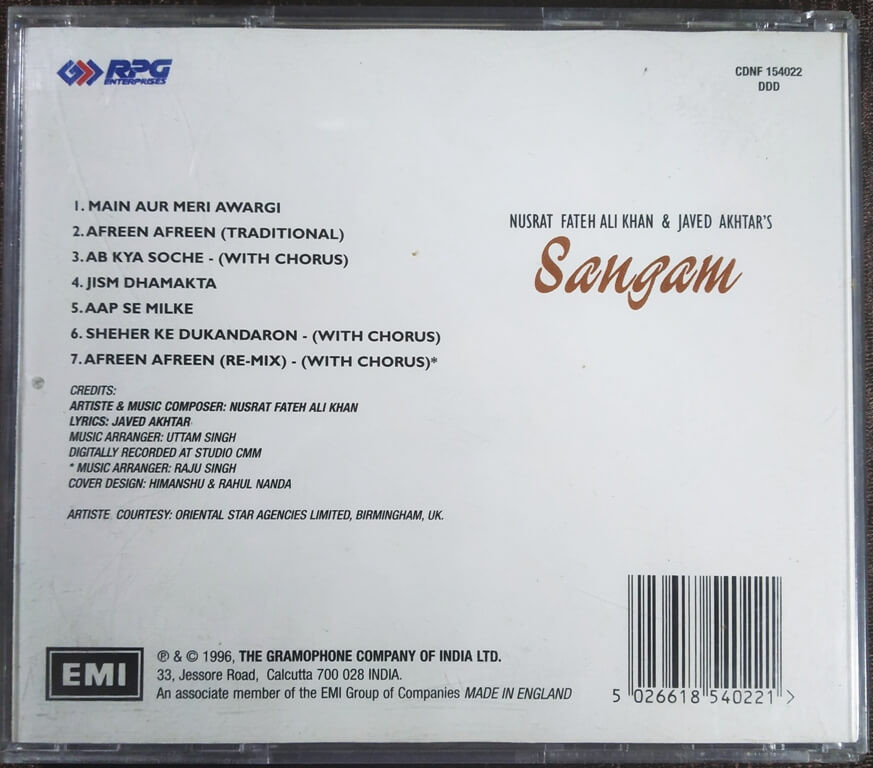 RPG
ENTERPRISES
CDNF 154022
DDD
1. MAIN AUR MERI AWARGI
2. AFREEN AFREEN (TRADITIONAL)
3. AB KYA SOCHE - (WITH CHORUS)
4. JISM DHAMAKTA
5. AAP SE MILKE
6. SHEHER KE DUKANDARON - (WITH CHORUS)
7. AFREEN AFREEN (RE-MIX) - (WITH CHORUS)*
NUSRAT FATEH ALI KHAN & JAVED AKHTAR'S
Sangam
CREDITS:
ARTISTE & MUSIC COMPOSER: NUSRAT FATEH ALI KHAN
LYRICS: JAVED AKHTAR
MUSIC ARRANGER: UTTAM SINGH
DIGITALLY RECORDED AT STUDIO CMM
* MUSIC ARRANGER: RAJU SINGH
COVER DESIGN: HIMANSHU & RAHUL NANDA
ARTISTE COURTESY: ORIENTAL STAR AGENCIES LIMITED, BIRMINGHAM, UK.
EMI
℗ & © 1996, THE GRAMOPHONE COMPANY OF INDIA LTD.
33, Jessore Road, Calcutta 700 028 INDIA.
An associate member of the EMI Group of Companies MADE IN ENGLAND
5 026618 540221 >